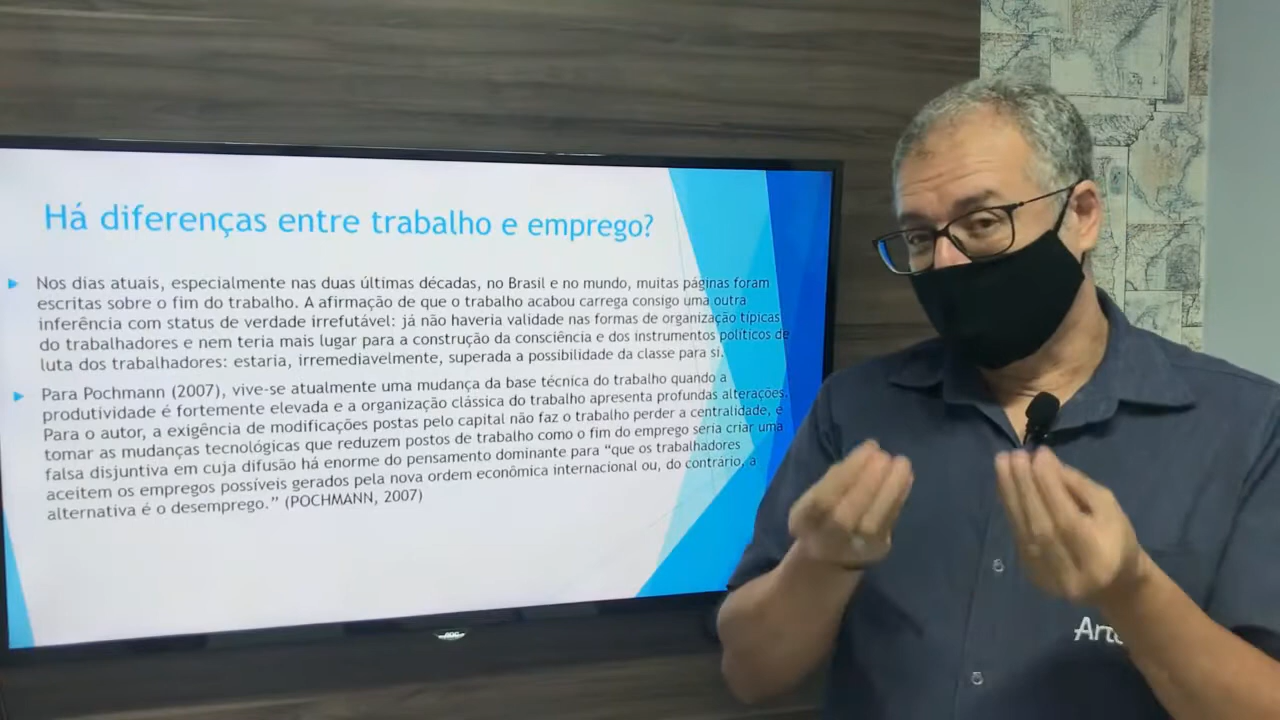 Há diferenças entre trabalho e emprego?
Nos dias atuais, especialmente nas duas últimas décadas, no Brasil e no mundo, muitas páginas foram
escritas sobre o fim do trabalho. A afirmação de que o trabalho acabou carrega consigo uma outra
inferência com status de verdade irrefutável: já não haveria validade nas formas de organização típicas
do trabalhadores e nem teria mais lugar para a construção da consciência e dos instrumentos políticos de
luta dos trabalhadores: estaria, irremediavelmente, superada a possibilidade da classe para si.
Para Pochmann (2007), vive-se atualmente uma mudança da base técnica do trabalho quando a
produtividade é fortemente elevada e a organização clássica do trabalho apresenta profundas alterações.
Para o autor, a exigência de modificações postas pelo capital não faz o trabalho perder a centralidade, e
tomar as mudanças tecnológicas que reduzem postos de trabalho como o fim do emprego seria criar uma
falsa disjuntiva em cuja difusão há enorme do pensamento dominante para “que os trabalhadores
aceitem os empregos possíveis gerados pela nova ordem econômica internacional ou, do contrário, a
alternativa é o desemprego.” (POCHMANN, 2007)
AOC